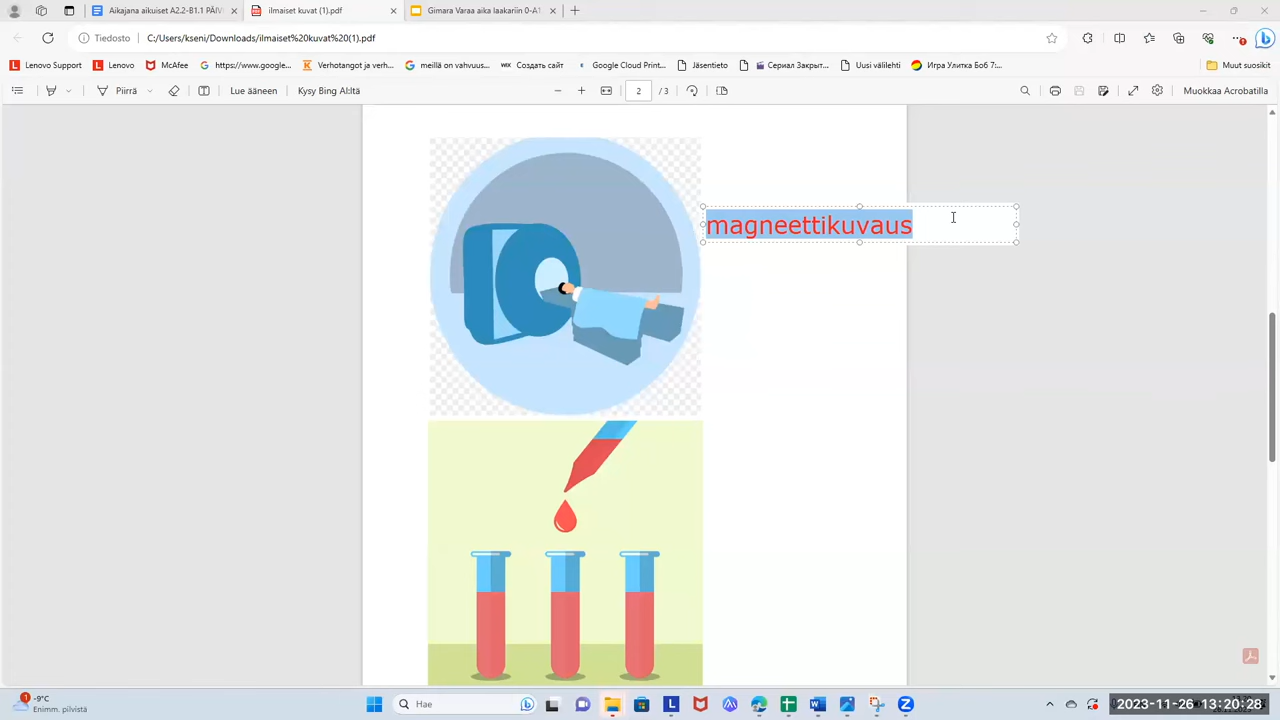 Aikajana aikuiset A2.2-B1.1 PÄIV
ilmaiset kuvat (1).pdf
Gimara Varaa aika laakariin 0-A1
Tiedosto
C:/Users/kseni/Downloads/ilmaiset%20kuvat%20(1).pdf
Lenovo Support
Lenovo
McAfee
https://www.google...
Verhotangot ja verh...
meillä on vahvuus...
WIX Создать сайт
Google Cloud Print...
Jäsentieto
Сериал Закрыт...
Uusi välilehti
Игра Улитка Боб 7:...
Muut suosikit
Piirrä
Lue ääneen
Kysy Bing AI:ltä
2 / 3
Muokkaa Acrobatilla
magneettikuvaus
1
-9°C
Enimm. pilvistä
Hae
2023-11-26 13:20:28